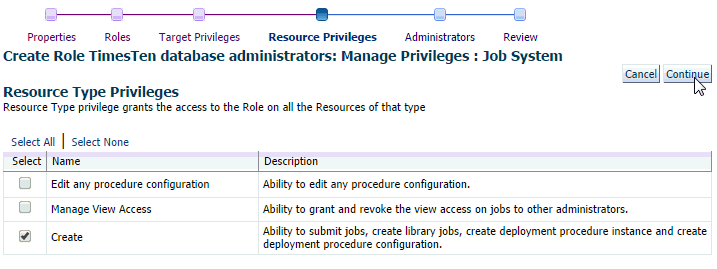 Properties Roles Target Privileges Resource Privileges Administrators Review
Create Role TimesTen database administrators: Manage Privileges : Job System
Cancel Continue
Resource Type Privileges
Resource Type privilege grants the access to the Role on all the Resources of that type
Select All Select None
Select Name Description
Edit any procedure configuration Ability to edit any procedure configuration.
Manage View Access Ability to grant and revoke the view access on jobs to other administrators.
Create Ability to submit jobs, create library jobs, create deployment procedure instance and create
deployment procedure configuration.